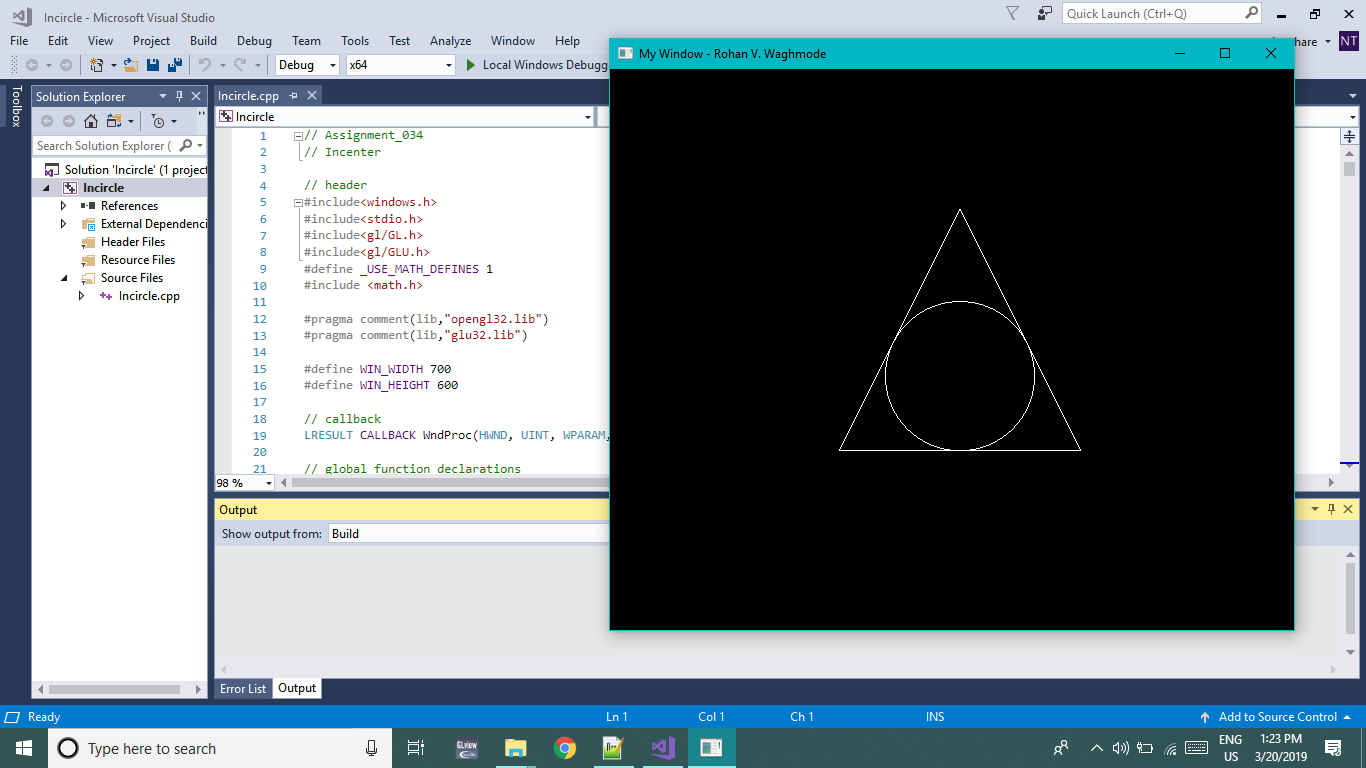 Incircle - Microsoft Visual Studio
Quick Launch (Ctrl+Q)
File Edit View Project Build Debug Team Tools Test Analyze Window Help
NT
Debug x64 Local Windows Debugg
My Window - Rohan V. Waghmode
Toolbox
Solution Explorer
Search Solution Explorer (
Solution 'Incircle' (1 project
Incircle
References
External Dependenci
Header Files
Resource Files
Source Files
Incircle.cpp
Incircle.cpp
Incircle
1 // Assignment_034
2 // Incenter
3
4 // header
5 #include<windows.h>
6 #include<stdio.h>
7 #include<gl/GL.h>
8 #include<gl/GLU.h>
9 #define _USE_MATH_DEFINES 1
10 #include <math.h>
11
12 #pragma comment(lib,"opengl32.lib")
13 #pragma comment(lib,"glu32.lib")
14
15 #define WIN_WIDTH 700
16 #define WIN_HEIGHT 600
17
18 // callback
19 LRESULT CALLBACK WndProc(HWND, UINT, WPARAM,
20
21 // global function declarations
98 %
Output
Show output from: Build
Error List Output
Ready Ln 1 Col 1 Ch 1 INS Add to Source Control
Type here to search
GLview
ENG
US
1:23 PM
3/20/2019